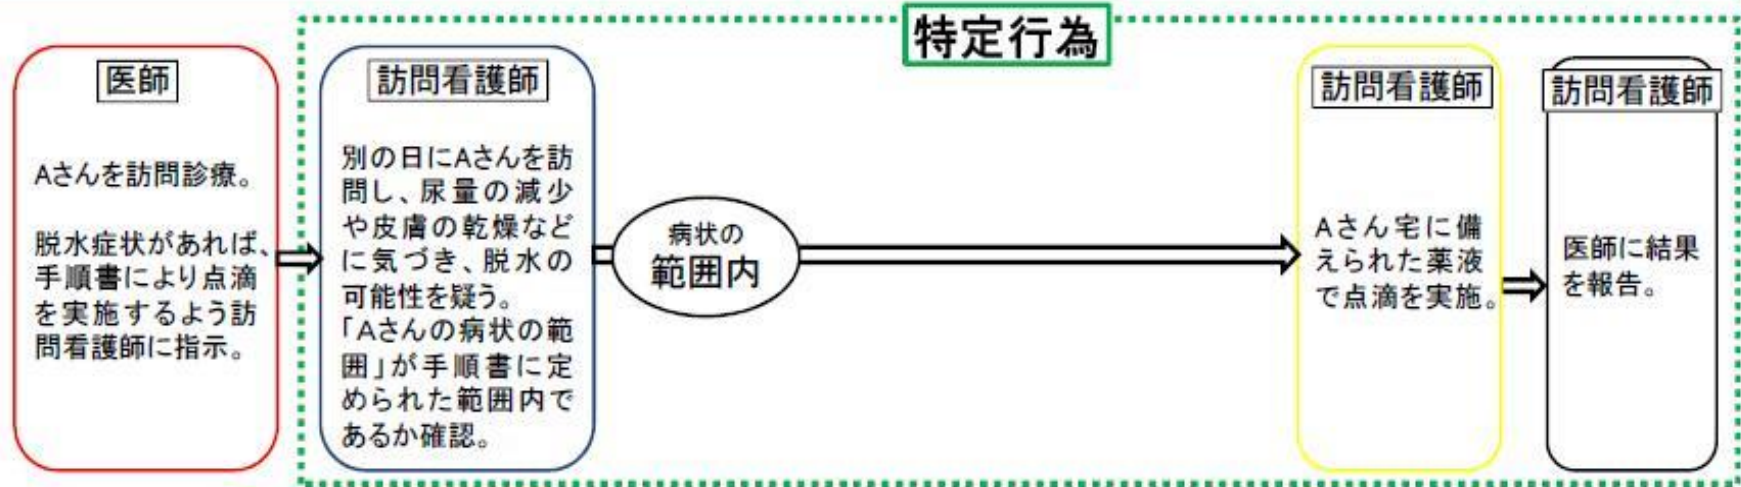 特定行為
医師
Aさんを訪問診療。
脱水症状があれば、
手順書により点滴
を実施するよう訪
問看護師に指示。
訪問看護師
別の日にAさんを訪
問し、尿量の減少
や皮膚の乾燥など
に気づき、脱水の
可能性を疑う。
「Aさんの病状の範
囲」が手順書に定
められた範囲内で
あるか確認。
病状の
範囲内
訪問看護師
Aさん宅に備
えられた薬液
で点滴を実施。
訪問看護師
医師に結果
を報告。